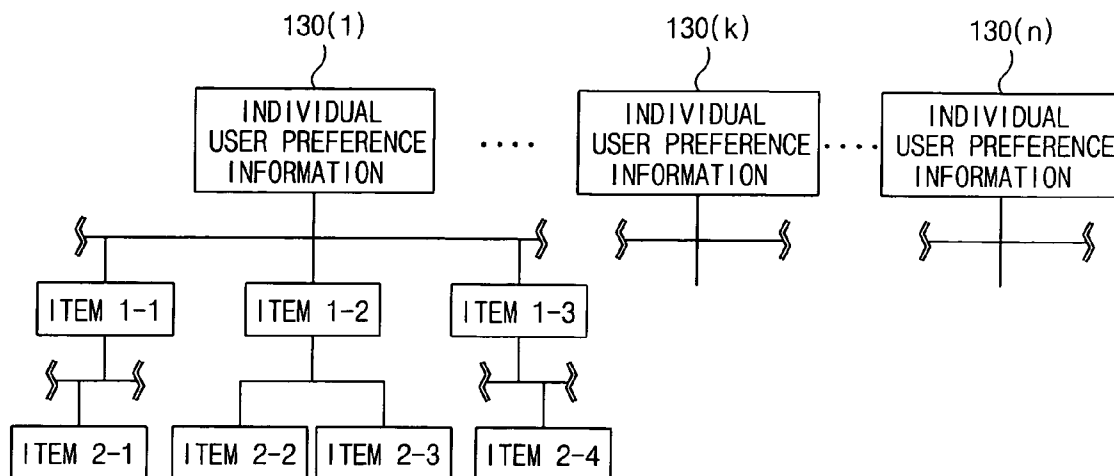 130(1)
130(k)
130(n)
INDIVIDUAL
USER PREFERENCE
INFORMATION
....
INDIVIDUAL
USER PREFERENCE
INFORMATION
....
INDIVIDUAL
USER PREFERENCE
INFORMATION
ITEM 1-1
ITEM 1-2
ITEM 1-3
ITEM 2-1
ITEM 2-2
ITEM 2-3
ITEM 2-4